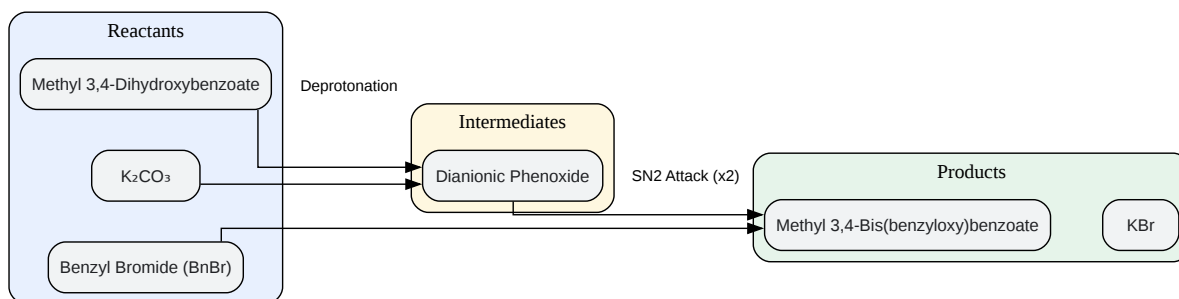 Reactants
Methyl 3,4-Dihydroxybenzoate
Deprotonation
Intermediates
K₂CO₃
Dianionic Phenoxide
SN2 Attack (x2)
Products
Methyl 3,4-Bis(benzyloxy)benzoate
KBr
Benzyl Bromide (BnBr)